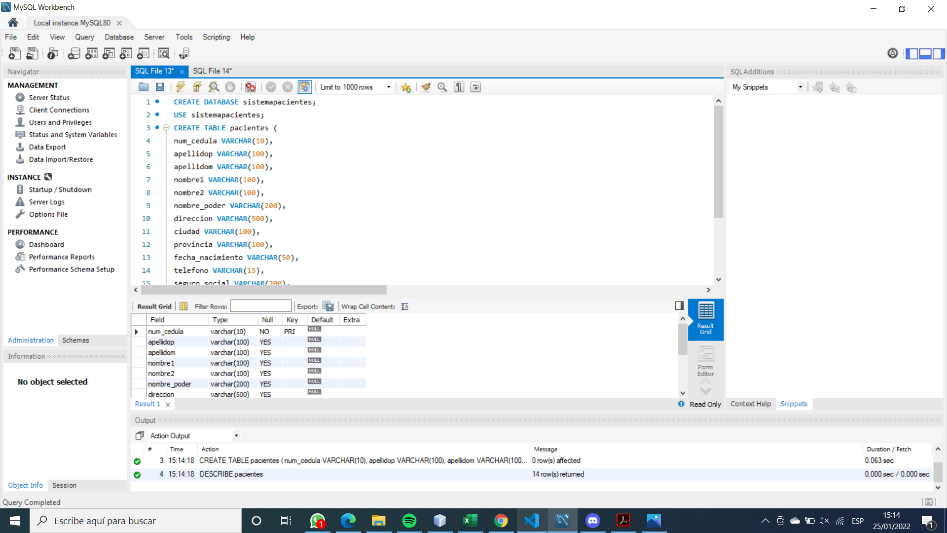 MySQL Workbench
Local instance MySQL80
File Edit View Query Database Server Tools Scripting Help
Navigator
MANAGEMENT
Server Status
Client Connections
Users and Privileges
Status and System Variables
Data Export
Data Import/Restore
INSTANCE
Startup / Shutdown
Server Logs
Options File
PERFORMANCE
Dashboard
Performance Reports
Performance Schema Setup
Administration Schemas
Information
No object selected
Object Info Session
SQL File 13* SQL File 14*
Limit to 1000 rows
1 CREATE DATABASE sistemapacientes;
2 USE sistemapacientes;
3 CREATE TABLE pacientes (
4 num_cedula VARCHAR(10),
5 apellidop VARCHAR(100),
6 apellidom VARCHAR(100),
7 nombre1 VARCHAR(100),
8 nombre2 VARCHAR(100),
9 nombre_poder VARCHAR(200),
10 direccion VARCHAR(500),
11 ciudad VARCHAR(100),
12 provincia VARCHAR(100),
13 fecha_nacimiento VARCHAR(50),
14 telefono VARCHAR(15),
15 seguro_social VARCHAR(200),
Result Grid Filter Rows: Export: Wrap Cell Content:
Field Type Null Key Default Extra
num_cedula varchar(10) NO PRI NULL
apellidop varchar(100) YES NULL
apellidom varchar(100) YES NULL
nombre1 varchar(100) YES NULL
nombre2 varchar(100) YES NULL
nombre_poder varchar(200) YES NULL
direccion varchar(500) YES NULL
Result
Grid
Form
Editor
Result 1
Read Only
SQLAdditions
My Snippets
Context Help Snippets
Output
Action Output
# Time Action Message Duration / Fetch
3 15:14:18 CREATE TABLE pacientes ( num_cedula VARCHAR(10), apellidop VARCHAR(100), apellidom VARCHAR(100... 0 row(s) affected 0.063 sec
4 15:14:18 DESCRIBE pacientes 14 row(s) returned 0.000 sec / 0.000 sec
Query Completed
Escribe aquí para buscar
ESP
15:14
25/01/2022
1